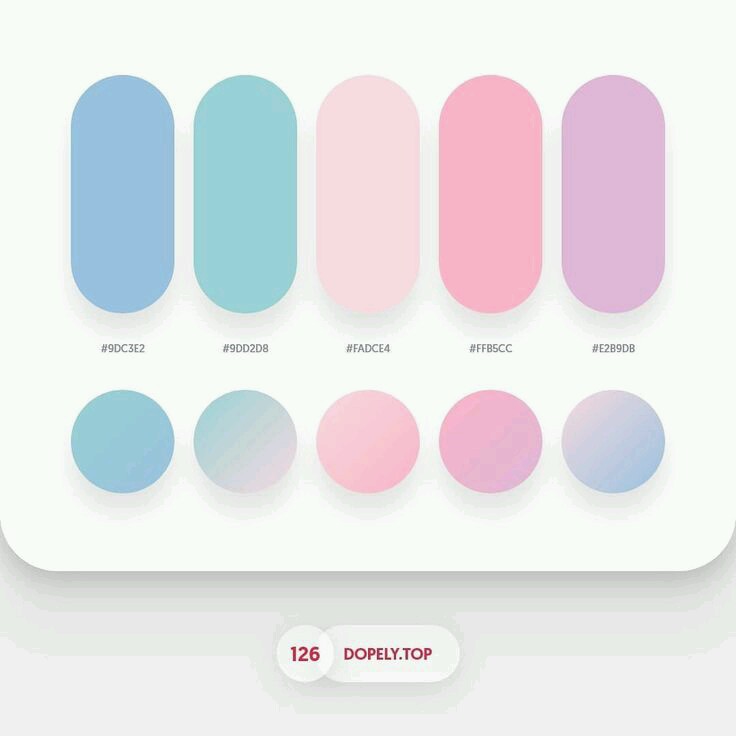 #9DC3E2
#9DD2D8
#FADCE4
#FFB5CC
#E2B9DB
126
DOPELY.TOP